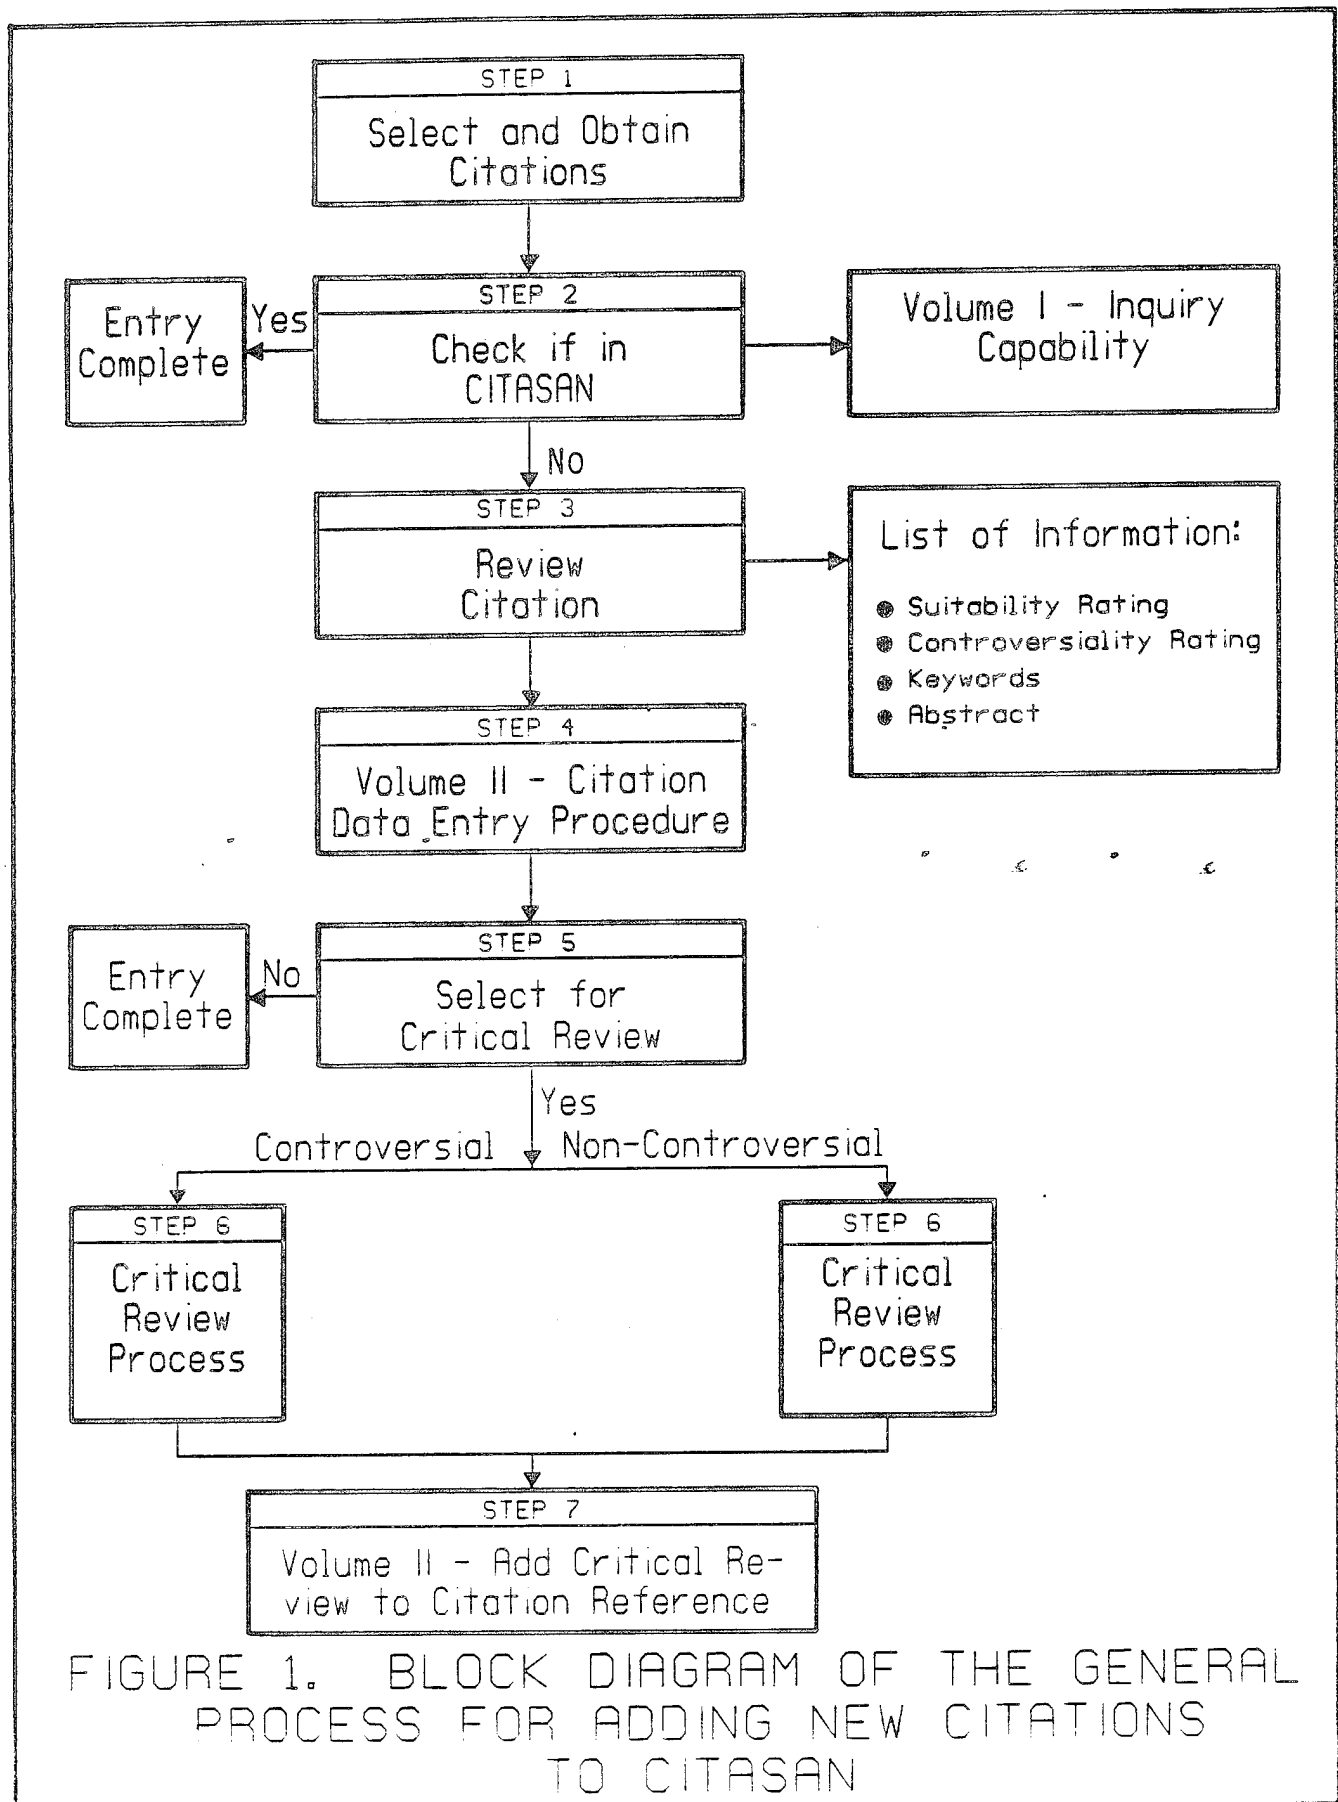 STEP 1
Select and Obtain
Citations
STEP 2
Check if in
CITASAN
Yes
Entry
Complete
Volume I - Inquiry
Capability
No
STEP 3
Review
Citation
List of Information:
● Suitability Rating
● Controversiality Rating
● Keywords
● Abstract
STEP 4
Volume II - Citation
Data Entry Procedure
STEP 5
Select for
Critical Review
No
Entry
Complete
Yes
Controversial
Non-Controversial
STEP 6
Critical
Review
Process
STEP 6
Critical
Review
Process
STEP 7
Volume II - Add Critical Re-
view to Citation Reference
FIGURE 1. BLOCK DIAGRAM OF THE GENERAL
PROCESS FOR ADDING NEW CITATIONS
TO CITASAN